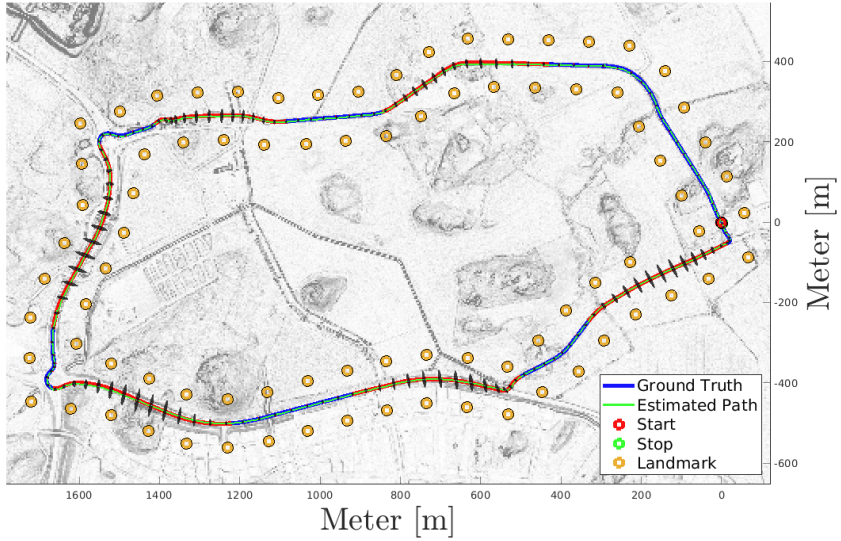 400
200
0
-200
-400
-600
Meter [m]
Ground Truth
Estimated Path
Start
Stop
Landmark
1600 1400 1200 1000 800 600 400 200 0
Meter [m]